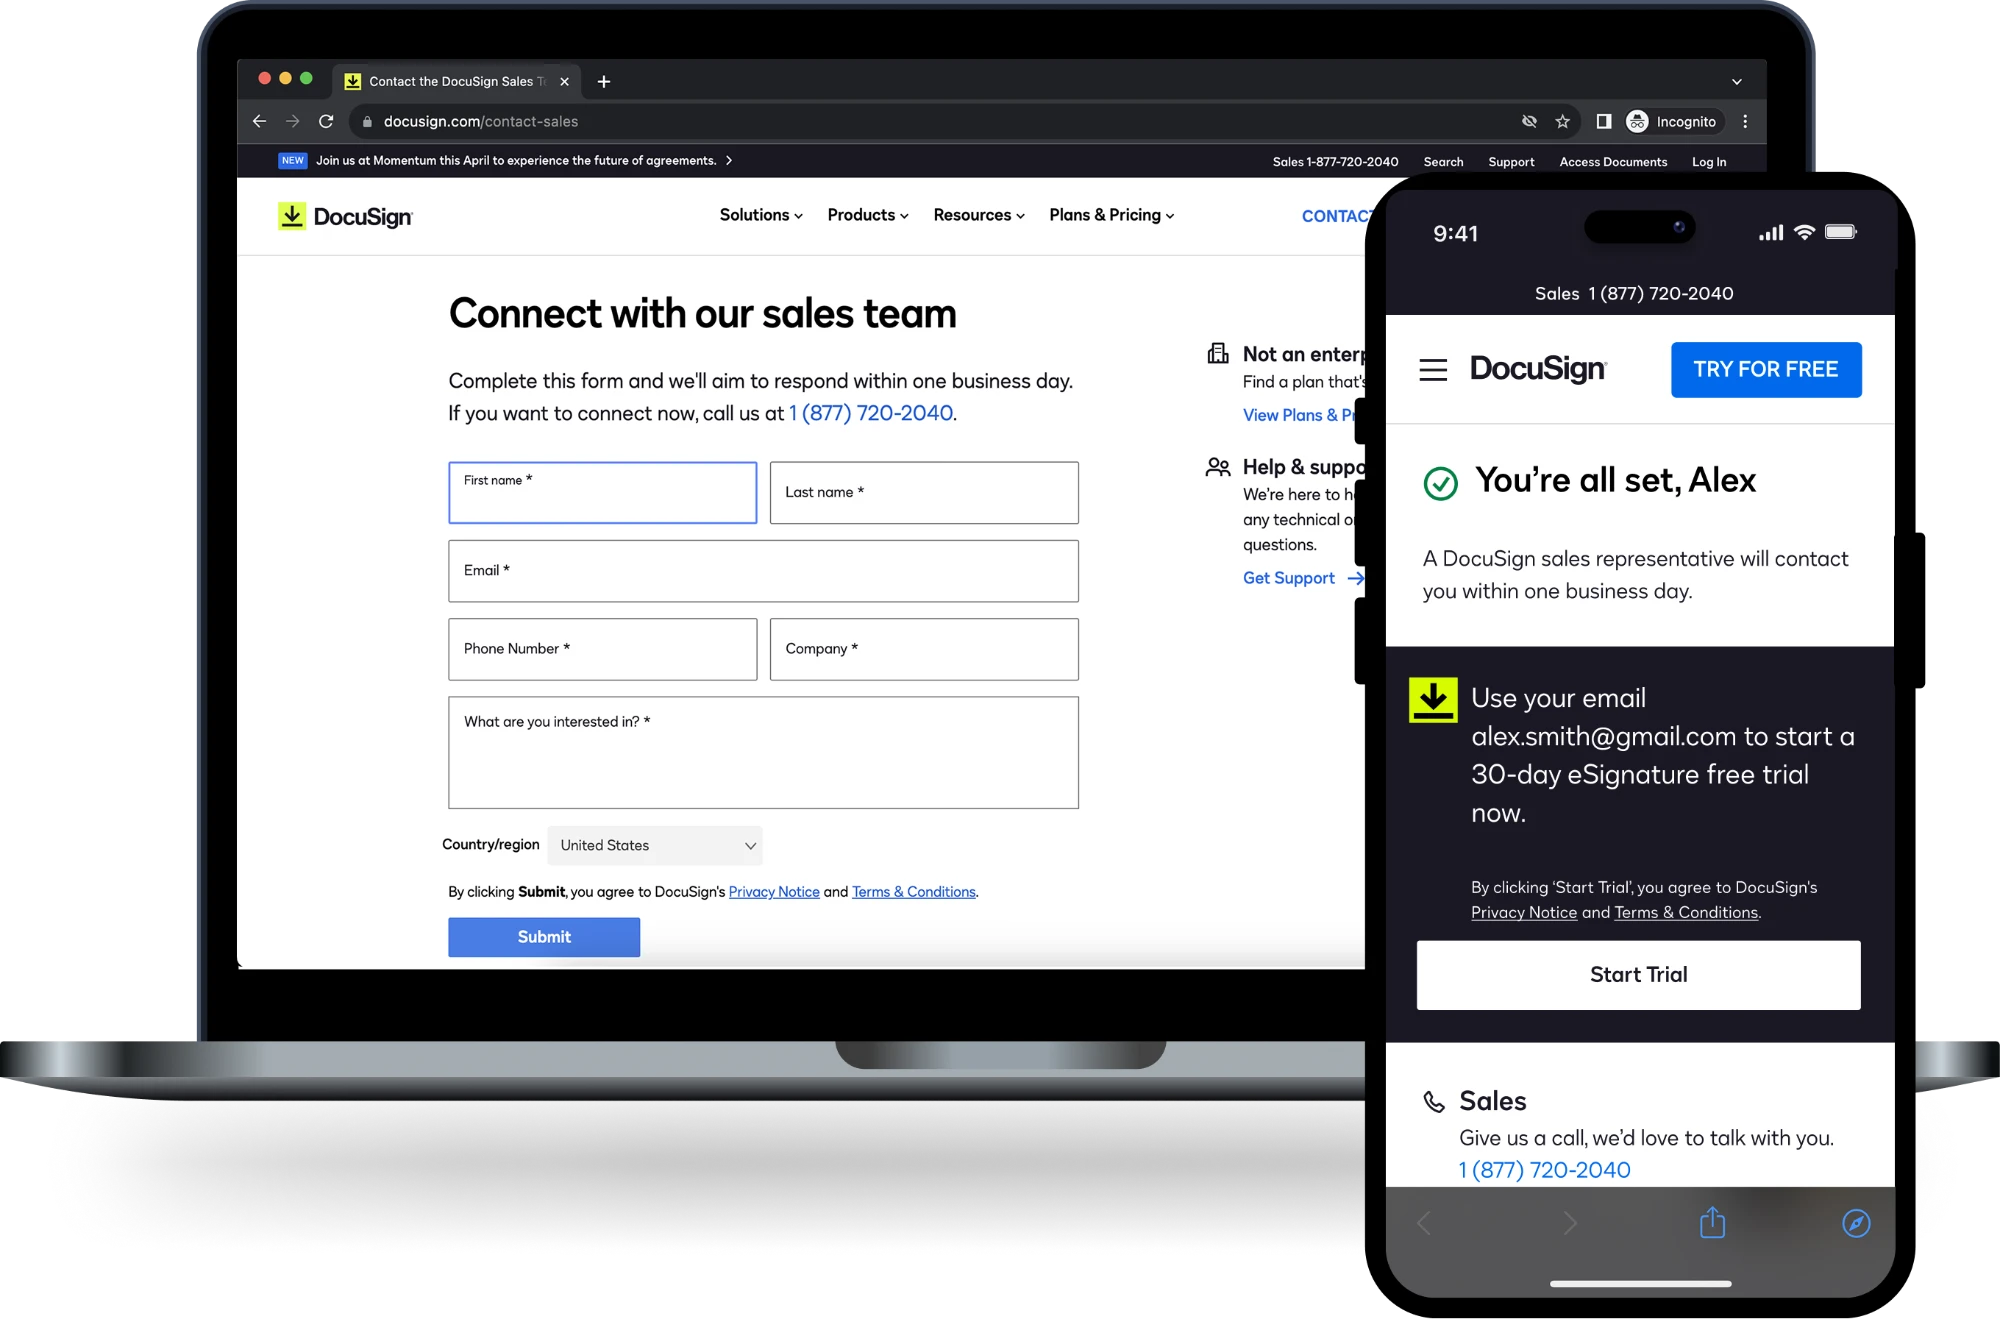 Contact the DocuSign Sales
docusign.com/contact-sales
Incognito
NEW Join us at Momentum this April to experience the future of agreements.
Sales 1-877-720-2040 Search Support Access Documents Log In
DocuSign
Solutions Products Resources Plans & Pricing
Connect with our sales team
Complete this form and we'll aim to respond within one business day.
If you want to connect now, call us at 1 (877) 720-2040.
First name *
Last name *
Email *
Phone Number *
Company *
What are you interested in? *
Country/region United States
By clicking Submit, you agree to DocuSign's Privacy Notice and Terms & Conditions.
Submit
Not an
Find a plan that's
View Plans &
Help &
We're here to
any technical
questions.
Get Support
9:41
Sales 1 (877) 720-2040
DocuSign
TRY FOR FREE
You’re all set, Alex
A DocuSign sales representative will contact
you within one business day.
Use your email
alex.smith@gmail.com to start a
30-day eSignature free trial
now.
By clicking ‘Start Trial’, you agree to DocuSign's
Privacy Notice and Terms & Conditions.
Start Trial
Sales
Give us a call, we’d love to talk with you.
1 (877) 720-2040